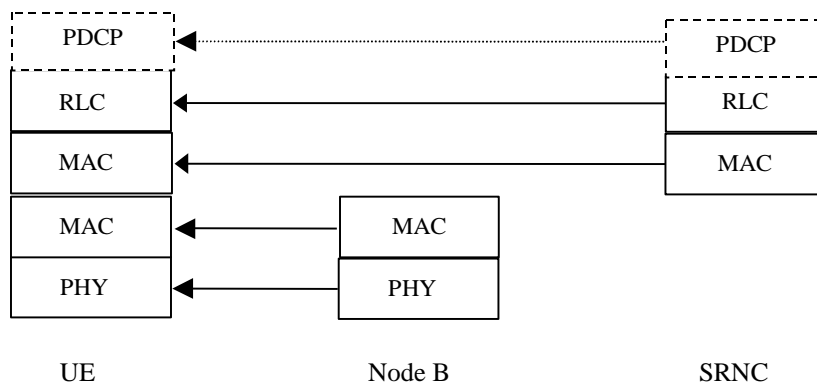 PDCP PDCP
RLC RLC
MAC MAC
MAC MAC
PHY PHY
UE Node B SRNC